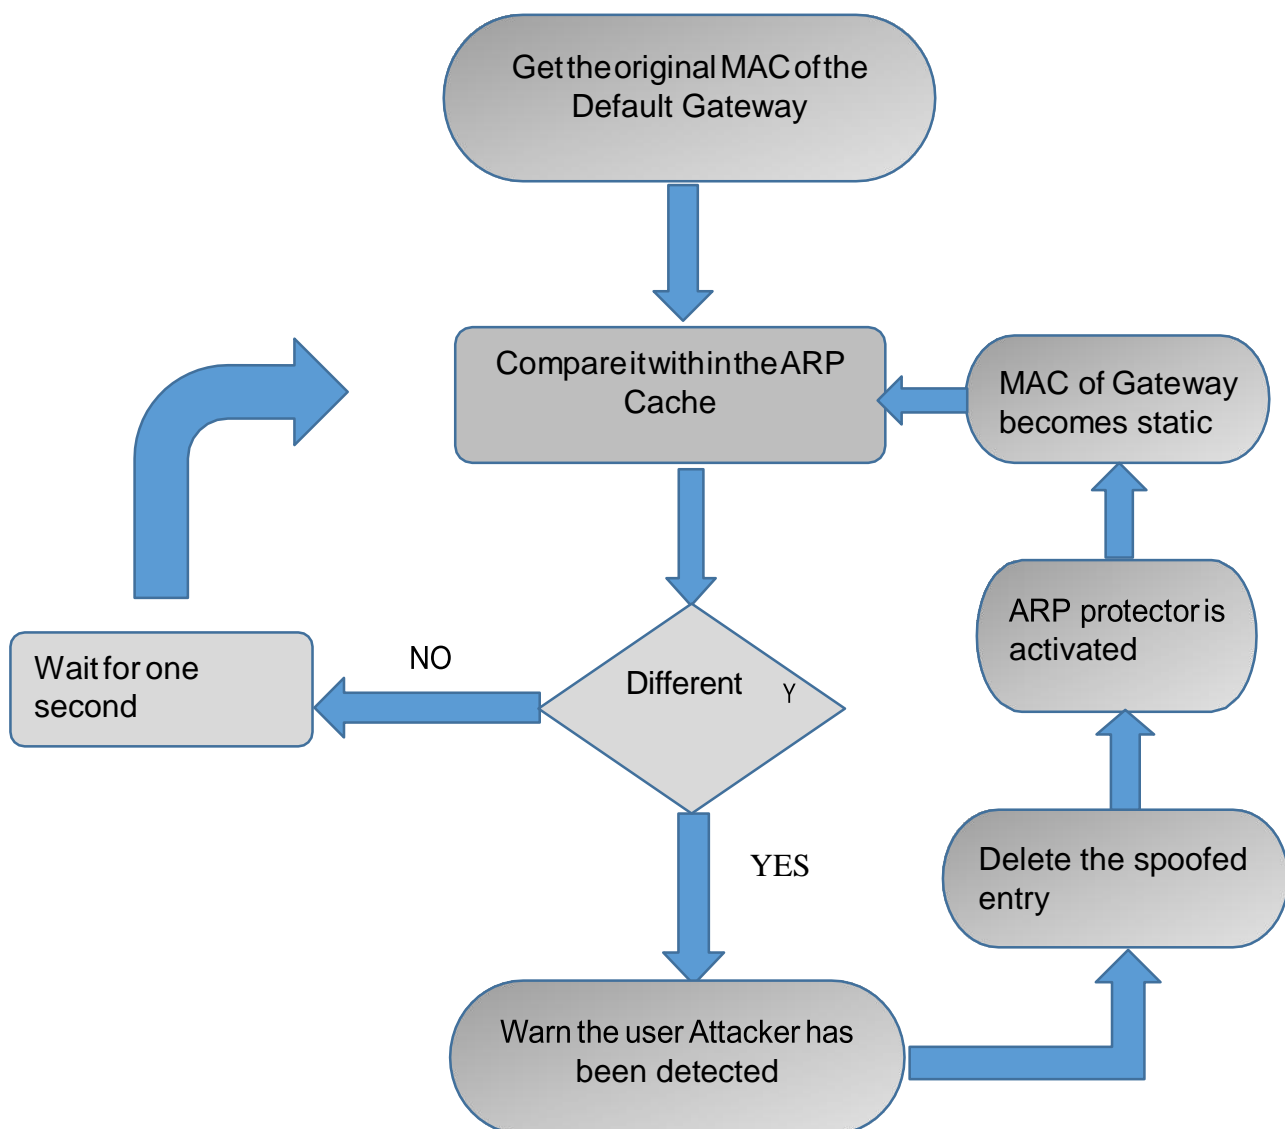 Get the original MAC of the
Default Gateway
Compare it within the ARP
Cache
MAC of Gateway
becomes static
ARP protector is
activated
Wait for one
second
NO
Different
Y
YES
Delete the spoofed
entry
Warn the user Attacker has
been detected